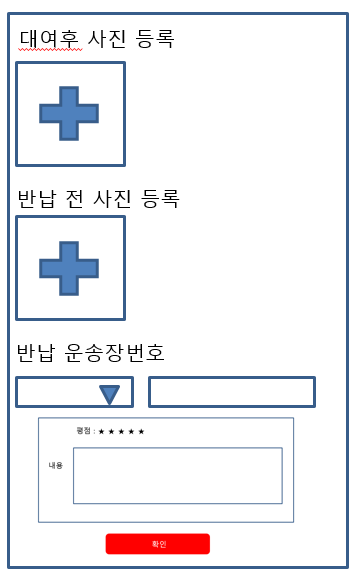 대여후 사진 등록
반납 전 사진 등록
반납 운송장번호
평점 : ★ ★ ★ ★ ★
내용
확인